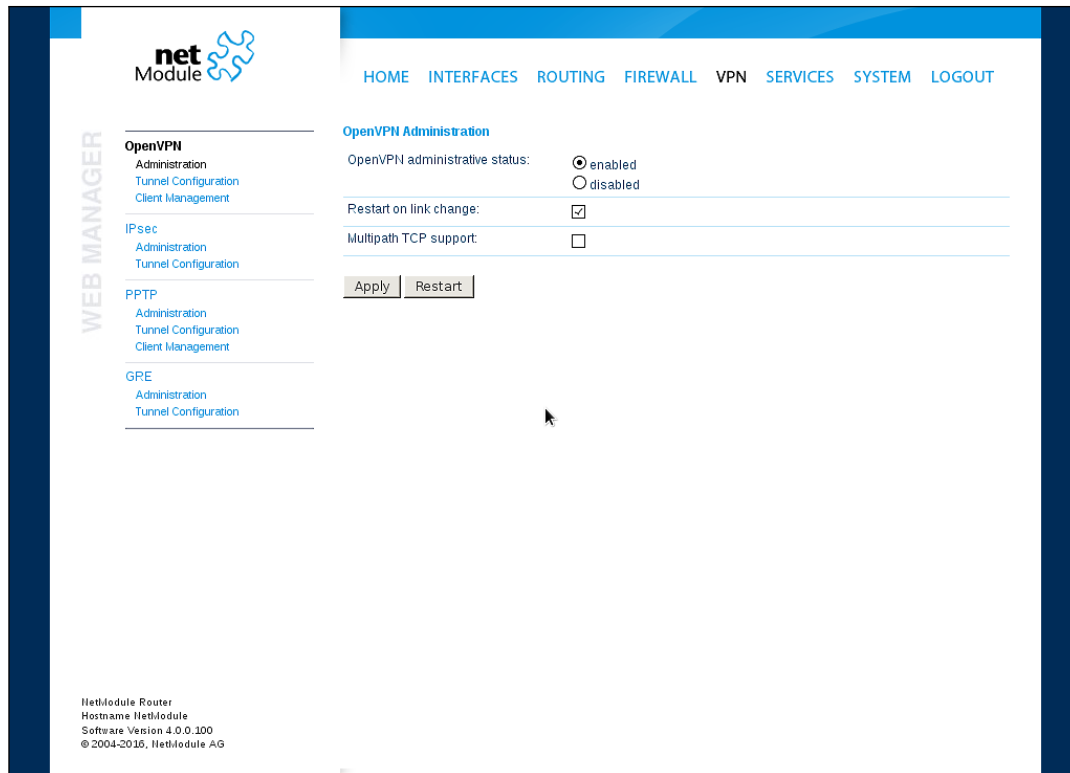 net
Module
HOME INTERFACES ROUTING FIREWALL VPN SERVICES SYSTEM LOGOUT
WEB MANAGER
OpenVPN
Administration
Tunnel Configuration
Client Management
IPsec
Administration
Tunnel Configuration
PPTP
Administration
Tunnel Configuration
Client Management
GRE
Administration
Tunnel Configuration
OpenVPN Administration
OpenVPN administrative status:
enabled
disabled
Restart on link change:
Multipath TCP support:
Apply Restart
NetModule Router
Hostname NetModule
Software Version 4.0.0.100
© 2004-2016, NetModule AG